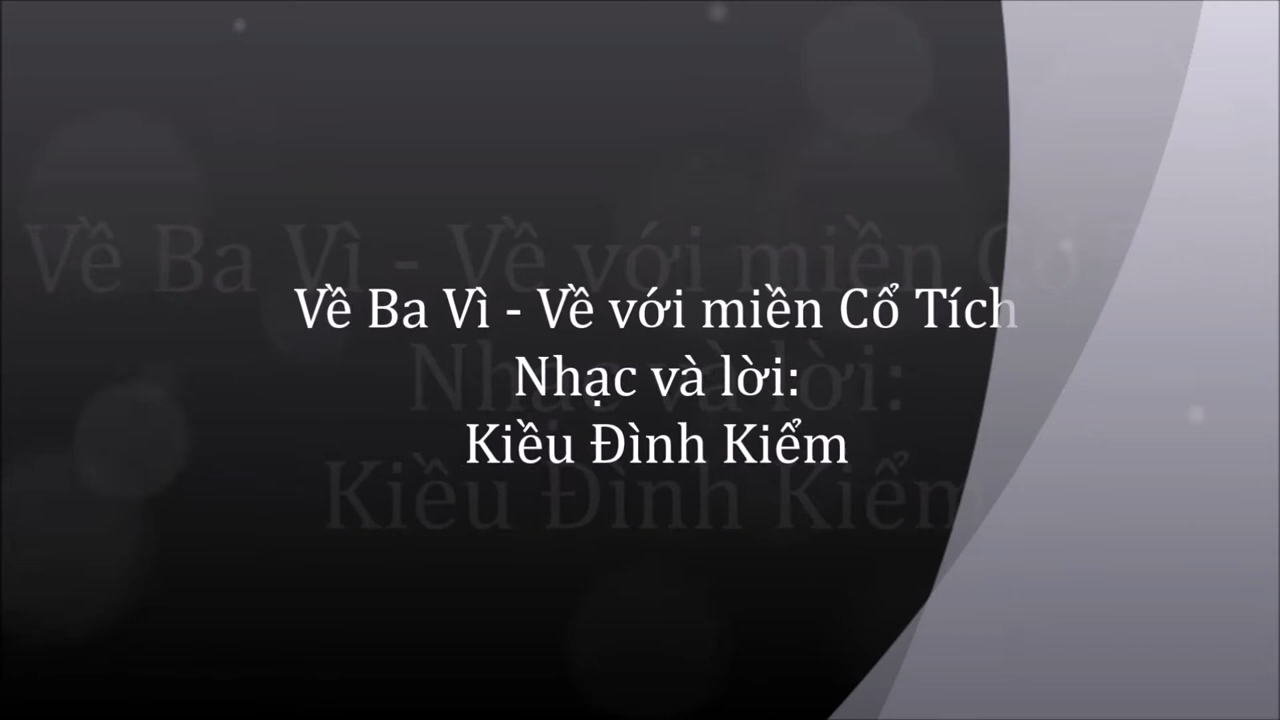 Về Ba Vì - Về với miền Cổ Tích
Nhạc và lời:
Kiều Đình Kiểm